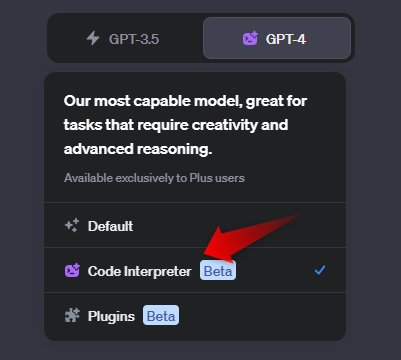 GPT-3.5
GPT-4
Our most capable model, great for
tasks that require creativity and
advanced reasoning.
Available exclusively to Plus users
Default
Code Interpreter Beta
Plugins Beta